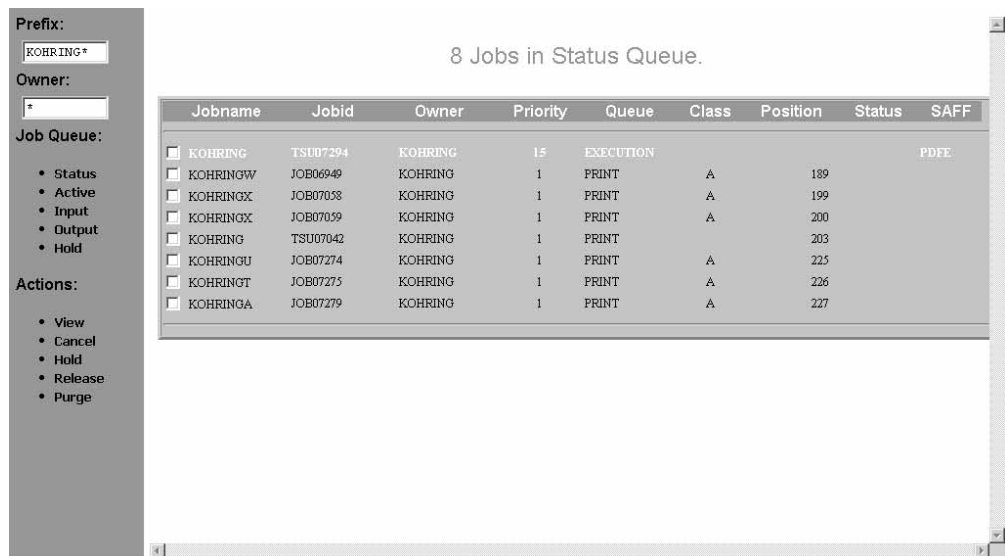 Prefix:
KOHRING*
Owner:
*
Job Queue:
• Status
• Active
• Input
• Output
• Hold
Actions:
• View
• Cancel
• Hold
• Release
• Purge
8 Jobs in Status Queue.
Jobname Jobid Owner Priority Queue Class Position Status SAFF
KOHRING TSU07294 KOHRING 15 EXECUTION PDFE
KOHRINGW JOB06949 KOHRING 1 PRINT A 189
KOHRINGX JOB07058 KOHRING 1 PRINT A 199
KOHRINGX JOB07059 KOHRING 1 PRINT A 200
KOHRING TSU07042 KOHRING 1 PRINT 203
KOHRINGU JOB07274 KOHRING 1 PRINT A 225
KOHRINGT JOB07275 KOHRING 1 PRINT A 226
KOHRINGA JOB07279 KOHRING 1 PRINT A 227